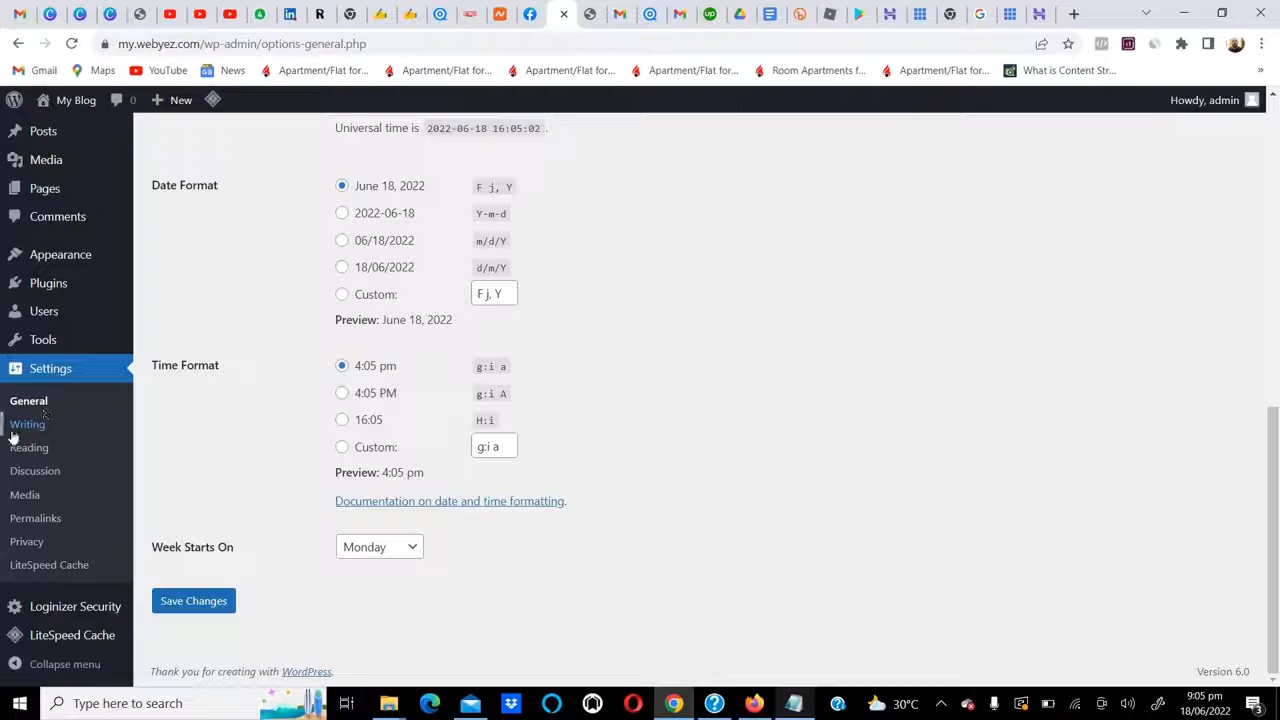 my.webyez.com/wp-admin/options-general.php
Gmail
Maps
YouTube
News
Apartment/Flat for...
Apartment/Flat for...
Apartment/Flat for...
Apartment/Flat for...
Room Apartments f...
Apartment/Flat for...
What is Content Str...
»
My Blog
0
New
Howdy, admin
Posts
Media
Pages
Comments
Appearance
Plugins
Users
Tools
Settings
General
Writing
Reading
Discussion
Media
Permalinks
Privacy
LiteSpeed Cache
Loginizer Security
LiteSpeed Cache
Collapse menu
Universal time is 2022-06-18 16:05:02 .
Date Format
June 18, 2022 F j, Y
2022-06-18 Y-m-d
06/18/2022 m/d/Y
18/06/2022 d/m/Y
Custom: F j, Y
Preview: June 18, 2022
Time Format
4:05 pm g:i a
4:05 PM g:i A
16:05 H:i
Custom: g:i a
Preview: 4:05 pm
Documentation on date and time formatting.
Week Starts On
Monday
Save Changes
Thank you for creating with WordPress.
Version 6.0
Type here to search
30°C
9:05 pm
18/06/2022
3